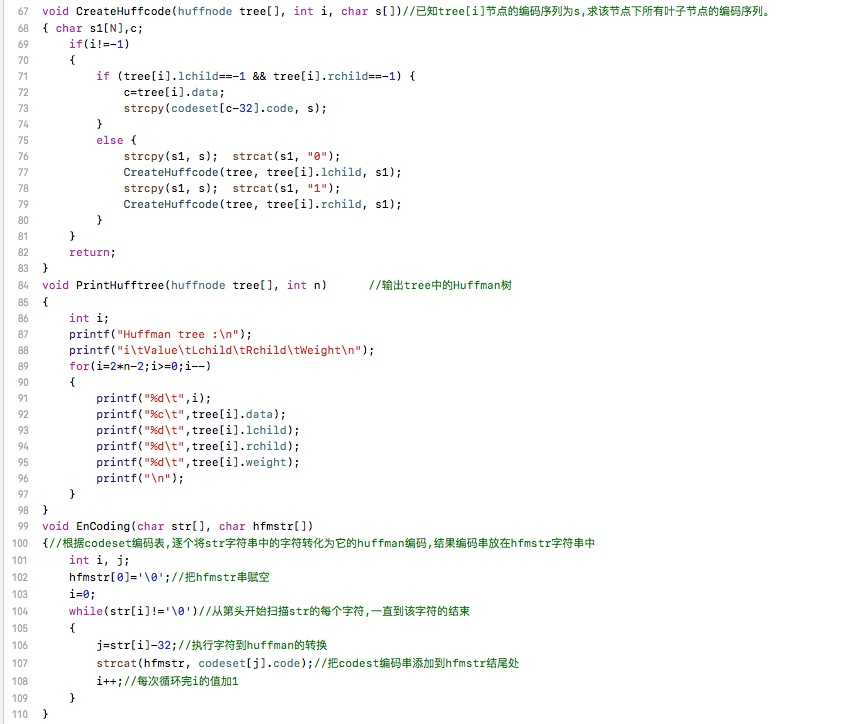 67 void CreateHuffcode(huffnode tree[], int i, char s[])//已知tree[i]节点的编码序列为s,求该节点下所有叶子节点的编码序列。
68 { char s1[N],c;
69     if(i!=-1)
70     {
71         if (tree[i].lchild==-1 && tree[i].rchild==-1) {
72             c=tree[i].data;
73             strcpy(codeset[c-32].code, s);
74         }
75         else {
76             strcpy(s1, s);  strcat(s1, "0");
77             CreateHuffcode(tree, tree[i].lchild, s1);
78             strcpy(s1, s);  strcat(s1, "1");
79             CreateHuffcode(tree, tree[i].rchild, s1);
80         }
81     }
82     return;
83 }
84 void PrintHufftree(huffnode tree[], int n)      //输出tree中的Huffman树
85 {
86     int i;
87     printf("Huffman tree :\n");
88     printf("i\tValue\tLchild\tRchild\tWeight\n");
89     for(i=2*n-2;i>=0;i--)
90     {
91         printf("%d\t",i);
92         printf("%c\t",tree[i].data);
93         printf("%d\t",tree[i].lchild);
94         printf("%d\t",tree[i].rchild);
95         printf("%d\t",tree[i].weight);
96         printf("\n");
97     }
98 }
99 void EnCoding(char str[], char hfmstr[])
100 {//根据codeset编码表,逐个将str字符串中的字符转化为它的huffman编码,结果编码串放在hfmstr字符串中
101     int i, j;
102     hfmstr[0]='\0';//把hfmstr串赋空
103     i=0;
104     while(str[i]!='\0')//从第头开始扫描str的每个字符,一直到该字符的结束
105     {
106         j=str[i]-32;//执行字符到huffman的转换
107         strcat(hfmstr, codeset[j].code);//把codest编码串添加到hfmstr结尾处
108         i++;//每次循环完i的值加1
109     }
110 }